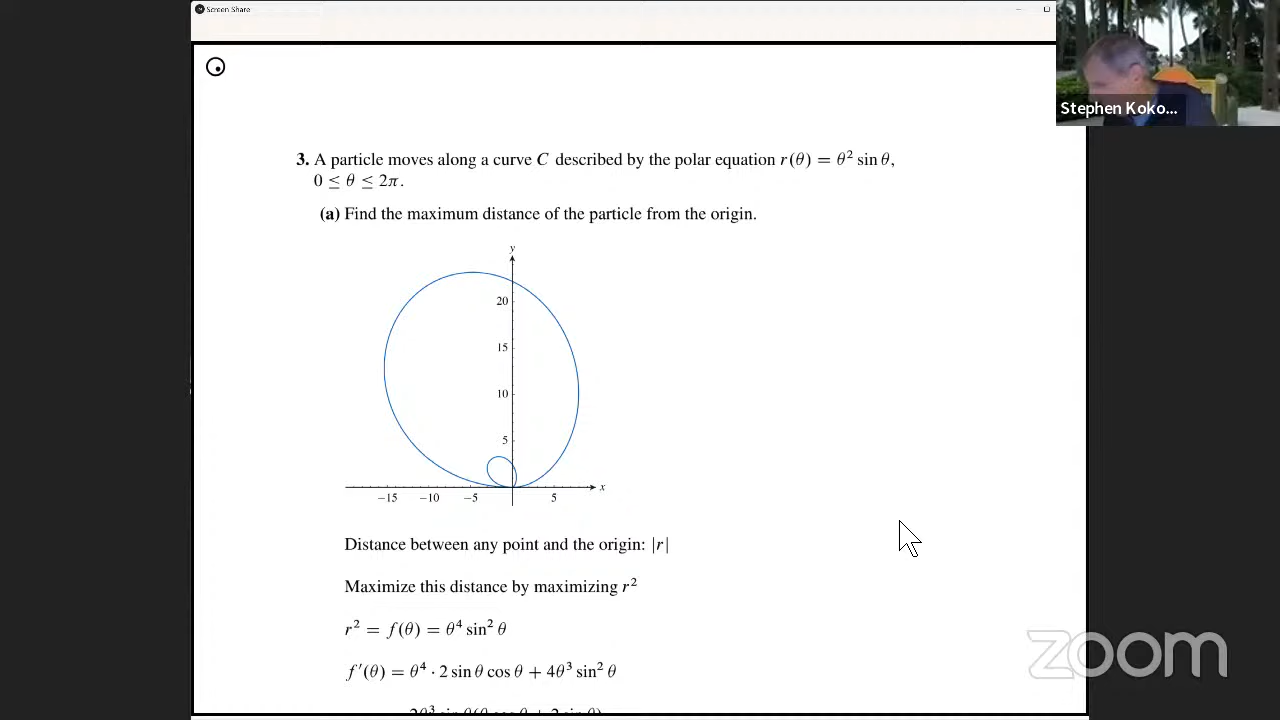 Screen Share
Stephen Koko...
3. A particle moves along a curve C described by the polar equation r(θ) = θ² sin θ,
0 ≤ θ ≤ 2π.
(a) Find the maximum distance of the particle from the origin.
y
20
15
10
5
−15 −10 −5 5 x
Distance between any point and the origin: |r|
Maximize this distance by maximizing r²
r² = f(θ) = θ⁴ sin² θ
f′(θ) = θ⁴ · 2 sin θ cos θ + 4θ³ sin² θ
zoom